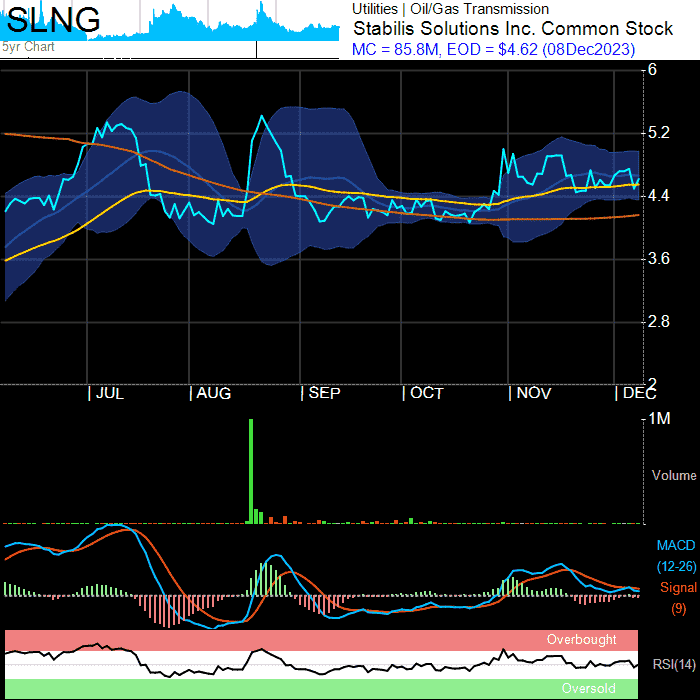 SLNG
5yr Chart
Utilities | Oil/Gas Transmission
Stabilis Solutions Inc. Common Stock
MC = 85.8M, EOD = $4.62 (08Dec2023)
6
5.2
4.4
3.6
2.8
2
JUL AUG SEP OCT NOV DEC
1M
Volume
MACD
(12-26)
Signal
(9)
Overbought
RSI(14)
Oversold